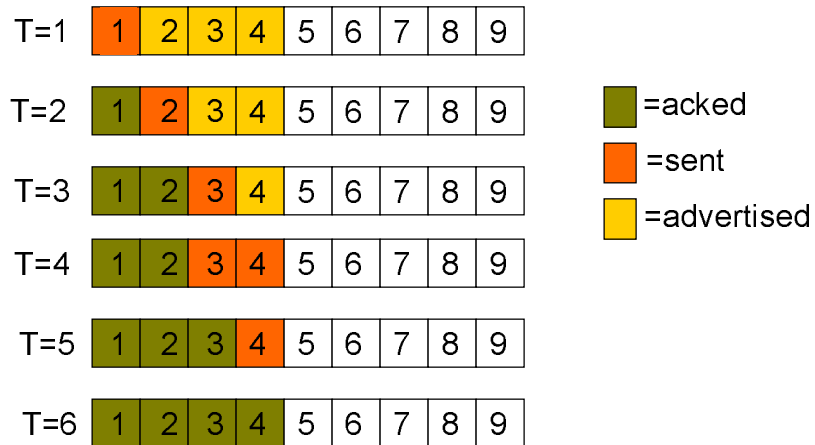 T=1 1 2 3 4 5 6 7 8 9
T=2 1 2 3 4 5 6 7 8 9
=acked
=sent
T=3 1 2 3 4 5 6 7 8 9
=advertised
T=4 1 2 3 4 5 6 7 8 9
T=5 1 2 3 4 5 6 7 8 9
T=6 1 2 3 4 5 6 7 8 9